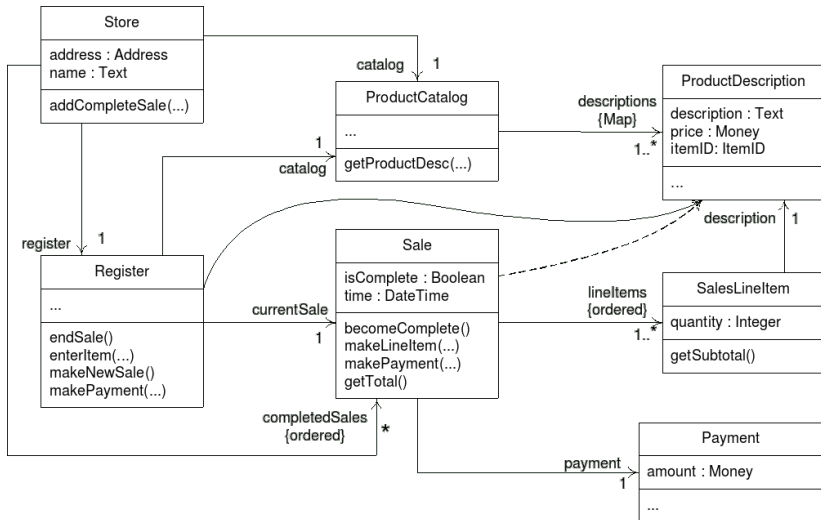 Store
address : Address
name : Text
addCompleteSale(...)
catalog
1
ProductCatalog
...
getProductDesc(...)
descriptions
{Map}
1..*
ProductDescription
description : Text
price : Money
itemID: ItemID
...
1
catalog
register
1
description
1
Register
...
endSale()
enterItem(...)
makeNewSale()
makePayment(...)
currentSale
1
Sale
isComplete : Boolean
time : DateTime
becomeComplete()
makeLineItem(...)
makePayment(...)
getTotal()
lineItems
{ordered}
1..*
SalesLineItem
quantity : Integer
getSubtotal()
completedSales
{ordered}
*
payment
1
Payment
amount : Money
...